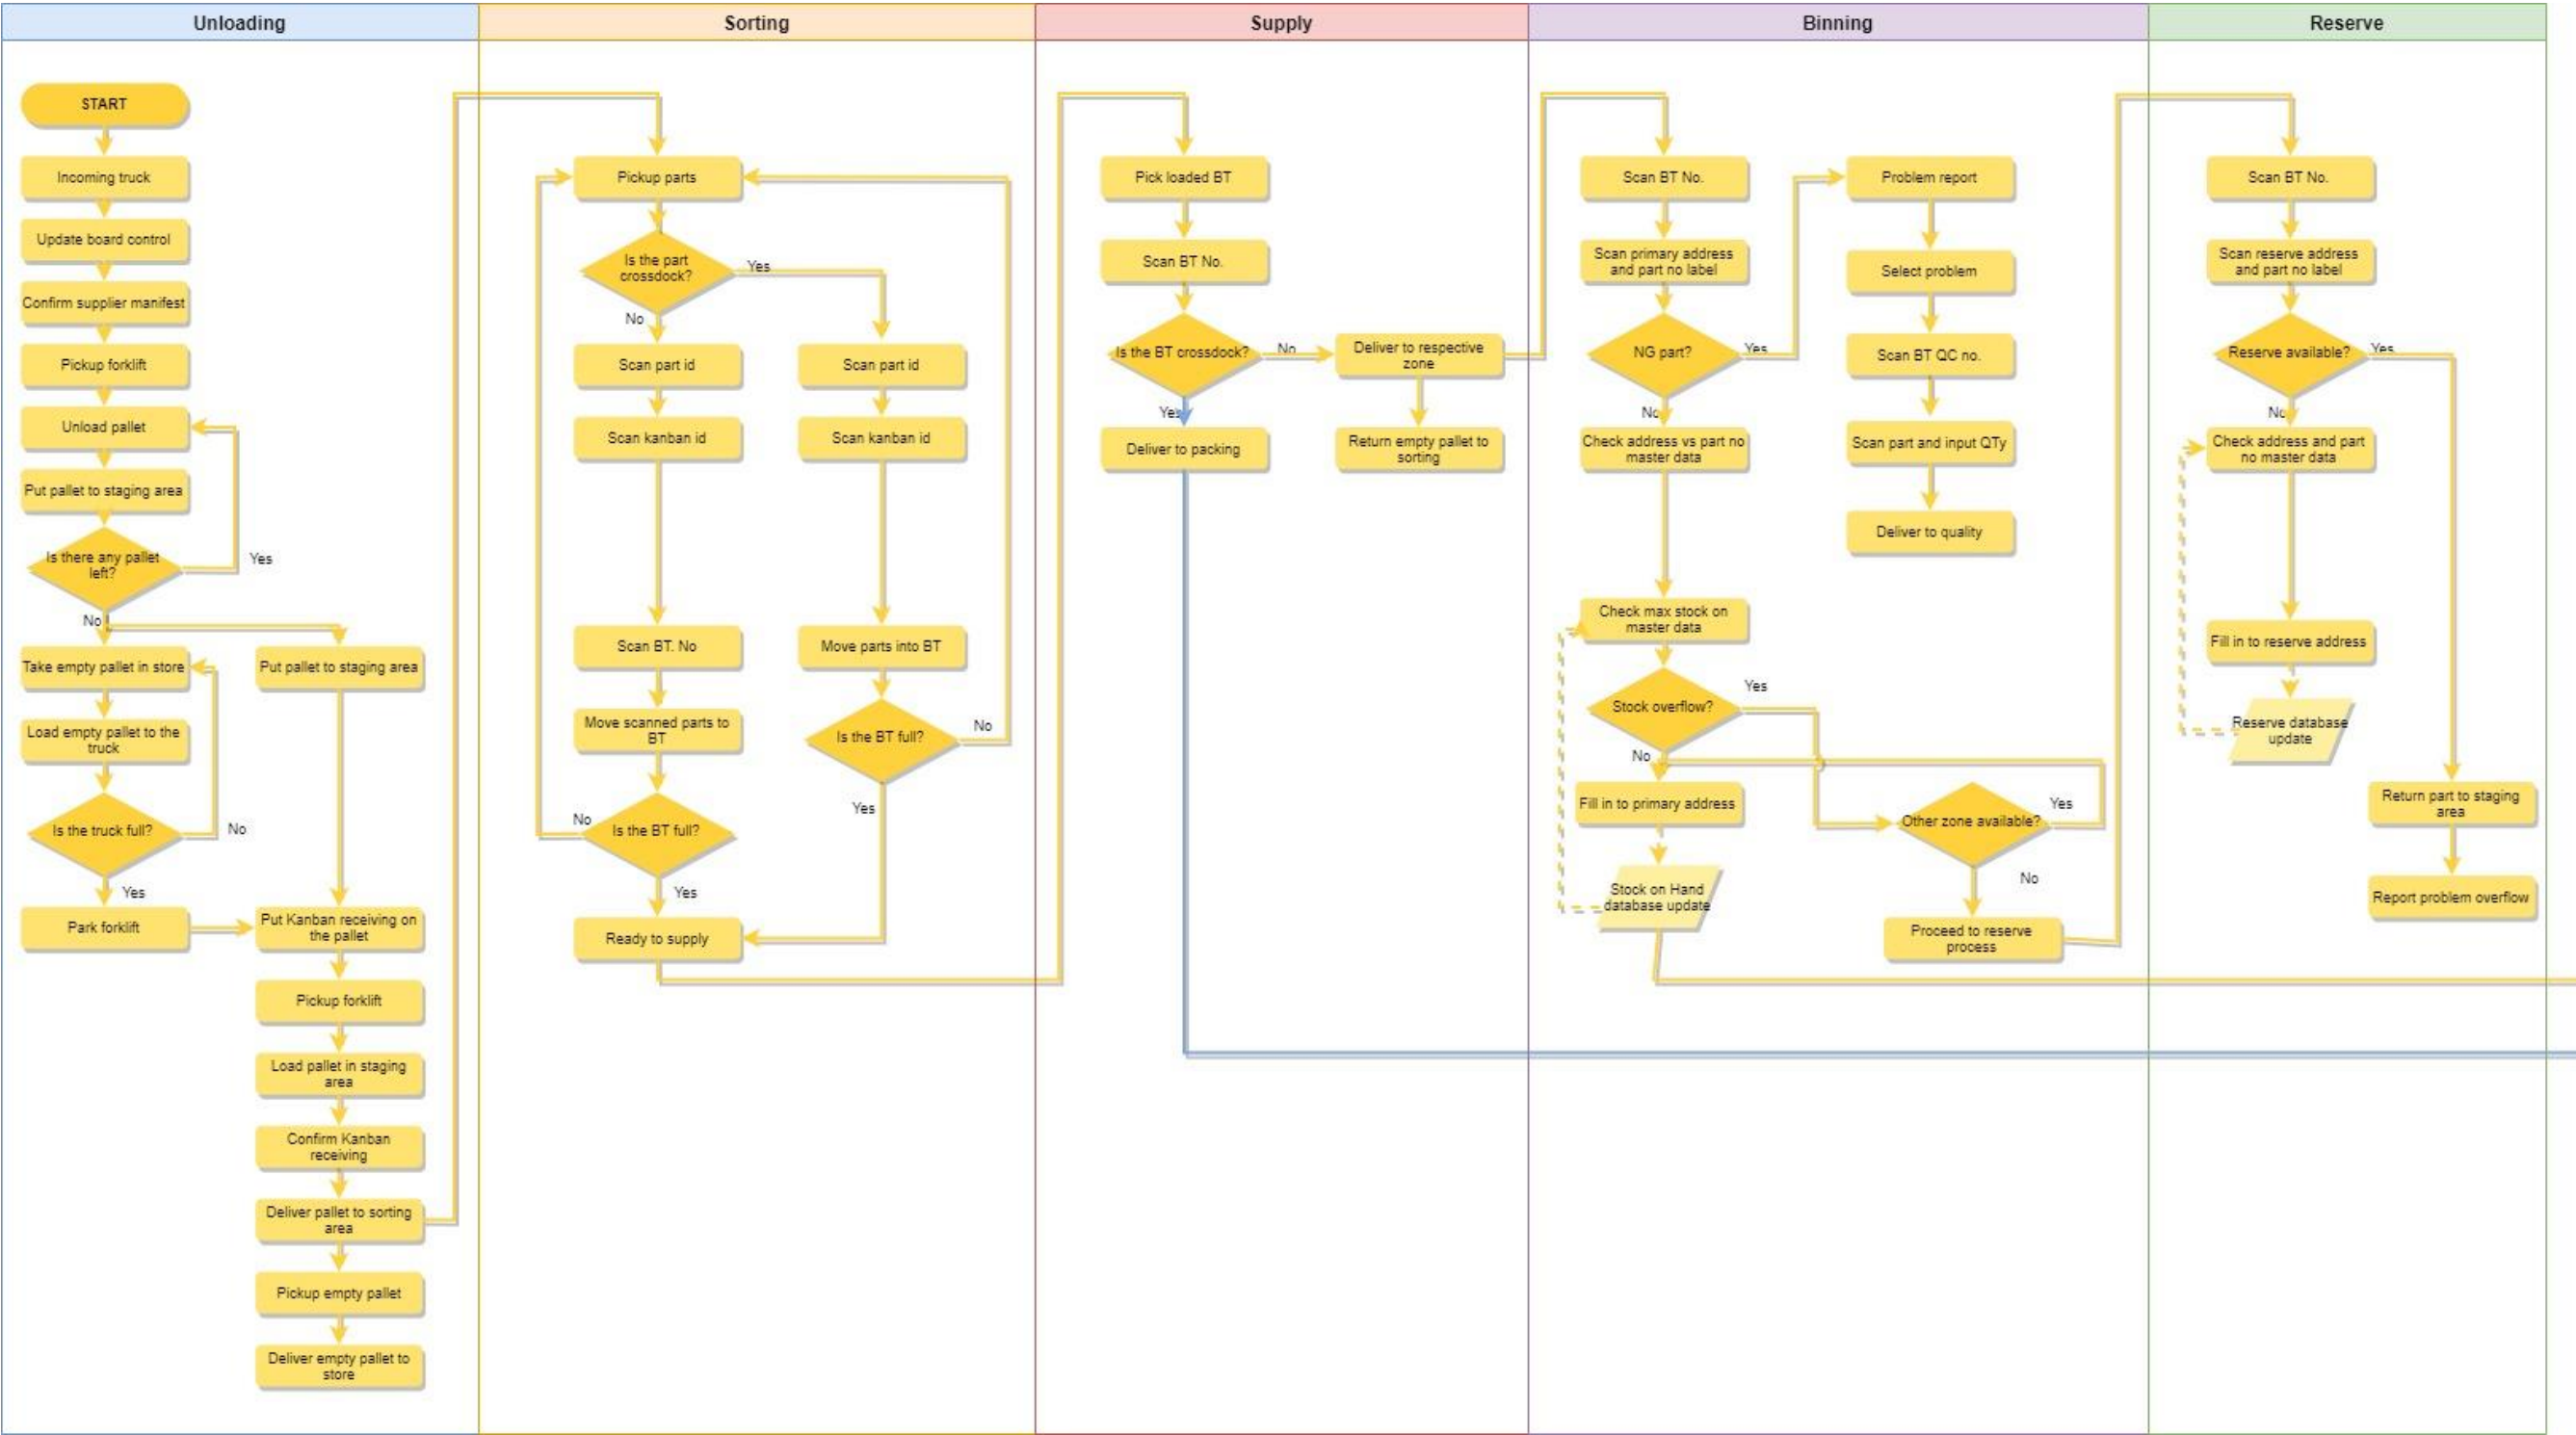 Unloading
START
Incoming truck
Update board control
Confirm supplier manifest
Pickup forklift
Unload pallet
Put pallet to staging area
Is there any pallet
left?
Yes
No
Take empty pallet in store
Load empty pallet to the
truck
Is the truck full?
No
Yes
Park forklift
Put pallet to staging area
Put Kanban receiving on
the pallet
Pickup forklift
Load pallet in staging
area
Confirm Kanban
receiving
Deliver pallet to sorting
area
Pickup empty pallet
Deliver empty pallet to
store
Sorting
Pickup parts
Is the part
crossdock?
Yes
No
Scan part id
Scan kanban id
Scan BT. No
Move scanned parts to
BT
Is the BT full?
No
Yes
Ready to supply
Scan part id
Scan kanban id
Move parts into BT
Is the BT full?
No
Yes
Supply
Pick loaded BT
Scan BT No.
Is the BT crossdock?
No
Yes
Deliver to packing
Deliver to respective
zone
Return empty pallet to
sorting
Binning
Scan BT No.
Scan primary address
and part no label
NG part?
Yes
No
Check address vs part no
master data
Check max stock on
master data
Stock overflow?
Yes
No
Fill in to primary address
Stock on Hand
database update
Problem report
Select problem
Scan BT QC no.
Scan part and input QTy
Deliver to quality
Other zone available?
Yes
No
Proceed to reserve
process
Reserve
Scan BT No.
Scan reserve address
and part no label
Reserve available?
Yes
No
Check address and part
no master data
Fill in to reserve address
Reserve database
update
Return part to staging
area
Report problem overflow